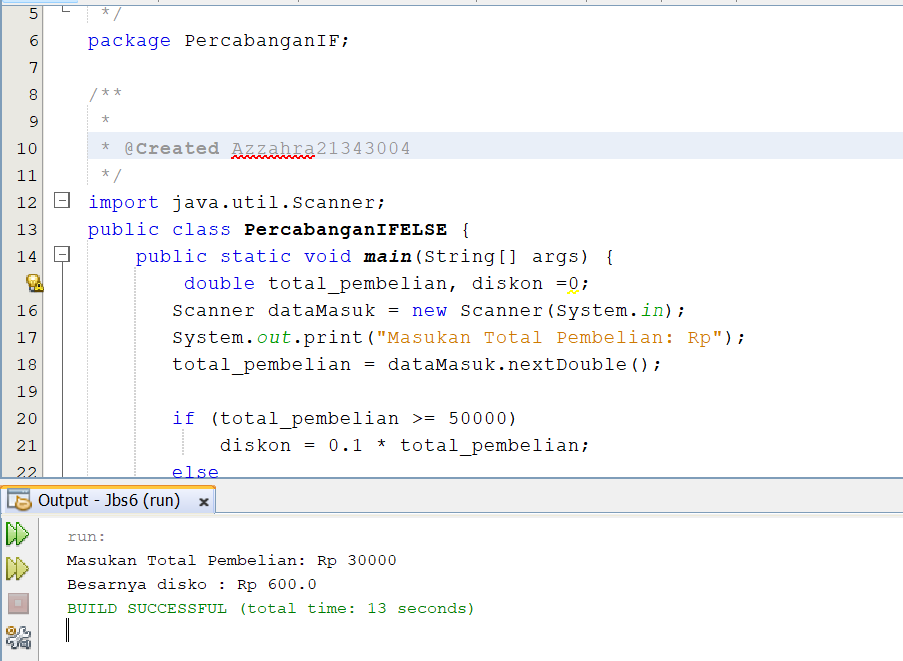 5 */
6 package PercabanganIF;
7
8 /**
9 *
10 * @Created Azzahra21343004
11 */
12 import java.util.Scanner;
13 public class PercabanganIFELSE {
14 public static void main(String[] args) {
double total_pembelian, diskon =0;
16 Scanner dataMasuk = new Scanner(System.in);
17 System.out.print("Masukan Total Pembelian: Rp");
18 total_pembelian = dataMasuk.nextDouble();
19
20 if (total_pembelian >= 50000)
21 diskon = 0.1 * total_pembelian;
22 else
Output - Jbs6 (run) ×
run:
Masukan Total Pembelian: Rp 30000
Besarnya disko : Rp 600.0
BUILD SUCCESSFUL (total time: 13 seconds)